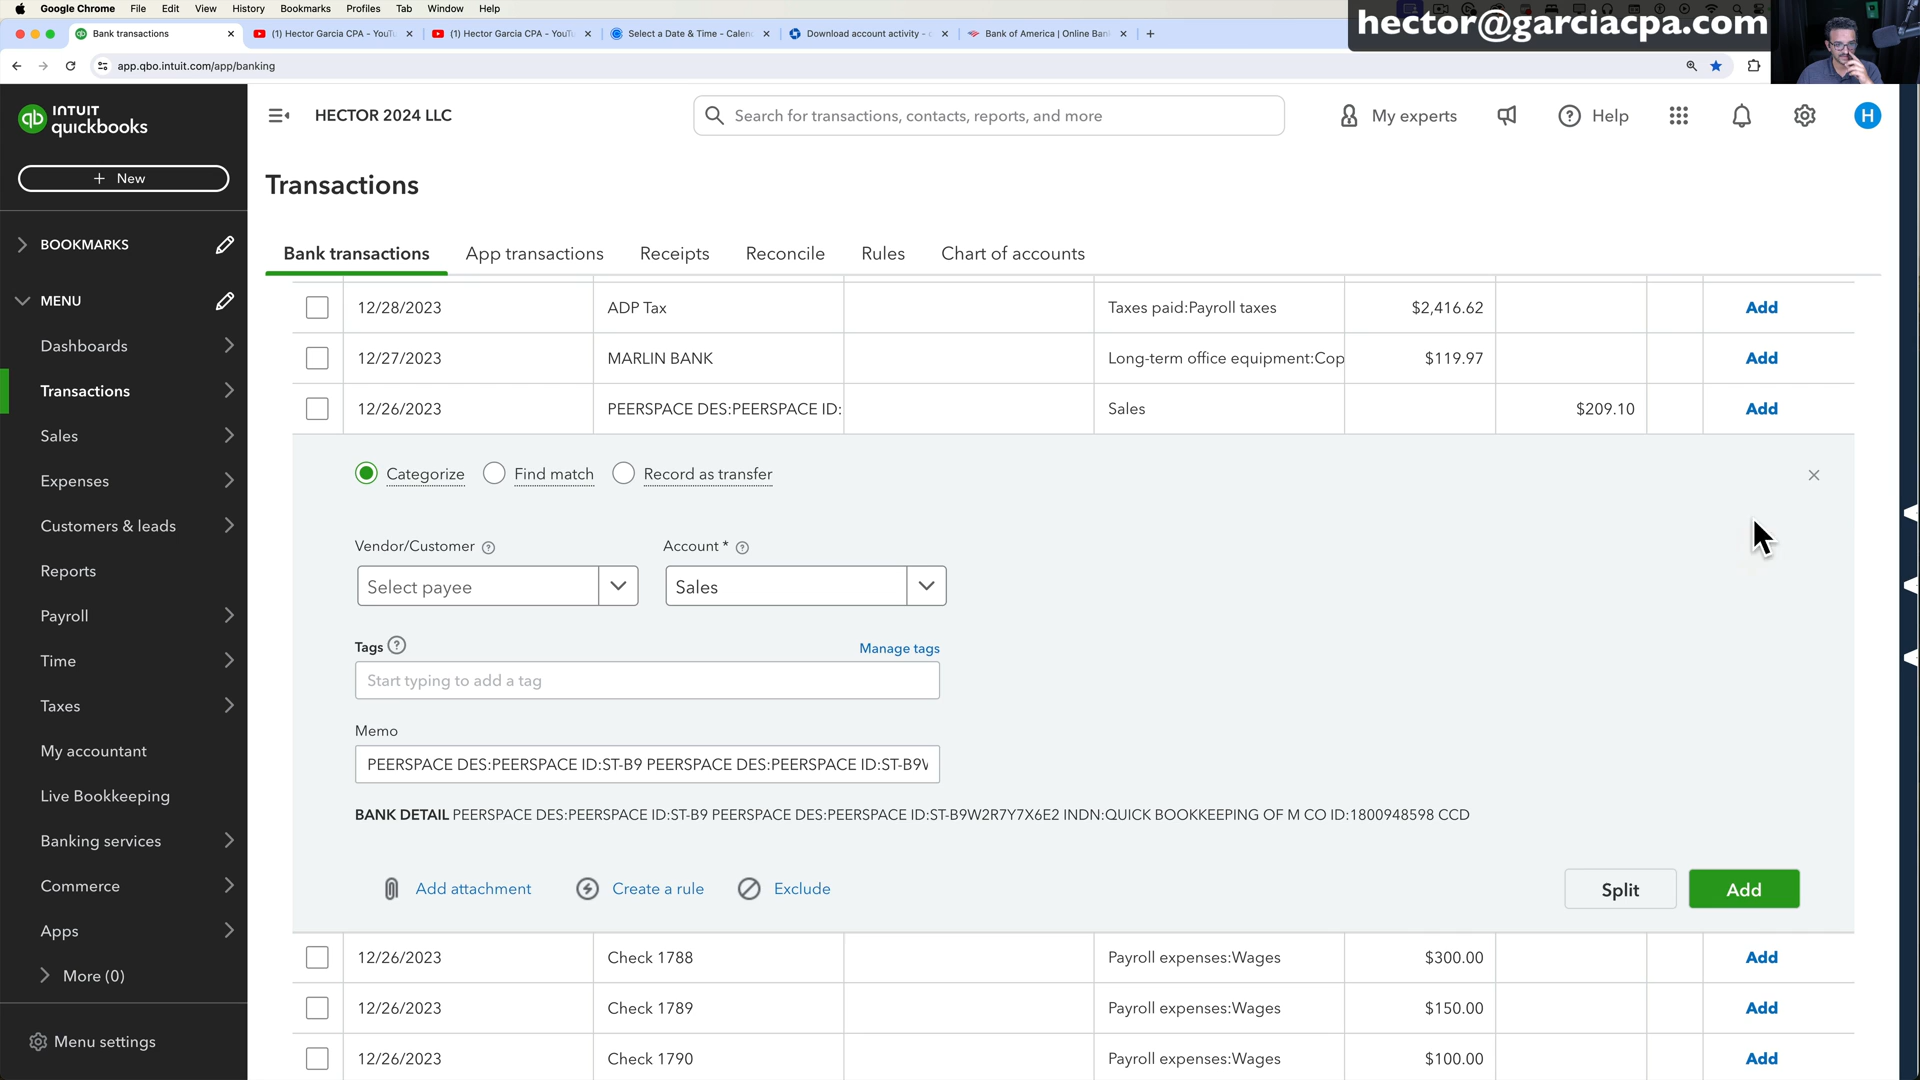 Google Chrome File Edit View History Bookmarks Profiles Tab Window Help
hector@garciacpa.com
Bank transactions
(1) Hector Garcia CPA - YouTu
(1) Hector Garcia CPA - YouTu
Select a Date & Time - Calen
Download account activity - c
Bank of America | Online Ban
app.qbo.intuit.com/app/banking
INTUIT
quickbooks
HECTOR 2024 LLC
Search for transactions, contacts, reports, and more
My experts
Help
H
+ New
Transactions
BOOKMARKS
Bank transactions App transactions Receipts Reconcile Rules Chart of accounts
MENU
Dashboards
Transactions
Sales
Expenses
Customers & leads
Reports
Payroll
Time
Taxes
My accountant
Live Bookkeeping
Banking services
Commerce
Apps
More (0)
Menu settings
12/28/2023 ADP Tax Taxes paid:Payroll taxes $2,416.62 Add
12/27/2023 MARLIN BANK Long-term office equipment:Cop $119.97 Add
12/26/2023 PEERSPACE DES:PEERSPACE ID: Sales $209.10 Add
Categorize Find match Record as transfer
Vendor/Customer Account *
Select payee Sales
Tags Manage tags
Start typing to add a tag
Memo
PEERSPACE DES:PEERSPACE ID:ST-B9 PEERSPACE DES:PEERSPACE ID:ST-B9W
BANK DETAIL PEERSPACE DES:PEERSPACE ID:ST-B9 PEERSPACE DES:PEERSPACE ID:ST-B9W2R7Y7X6E2 INDN:QUICK BOOKKEEPING OF M CO ID:1800948598 CCD
Add attachment Create a rule Exclude Split Add
12/26/2023 Check 1788 Payroll expenses:Wages $300.00 Add
12/26/2023 Check 1789 Payroll expenses:Wages $150.00 Add
12/26/2023 Check 1790 Payroll expenses:Wages $100.00 Add